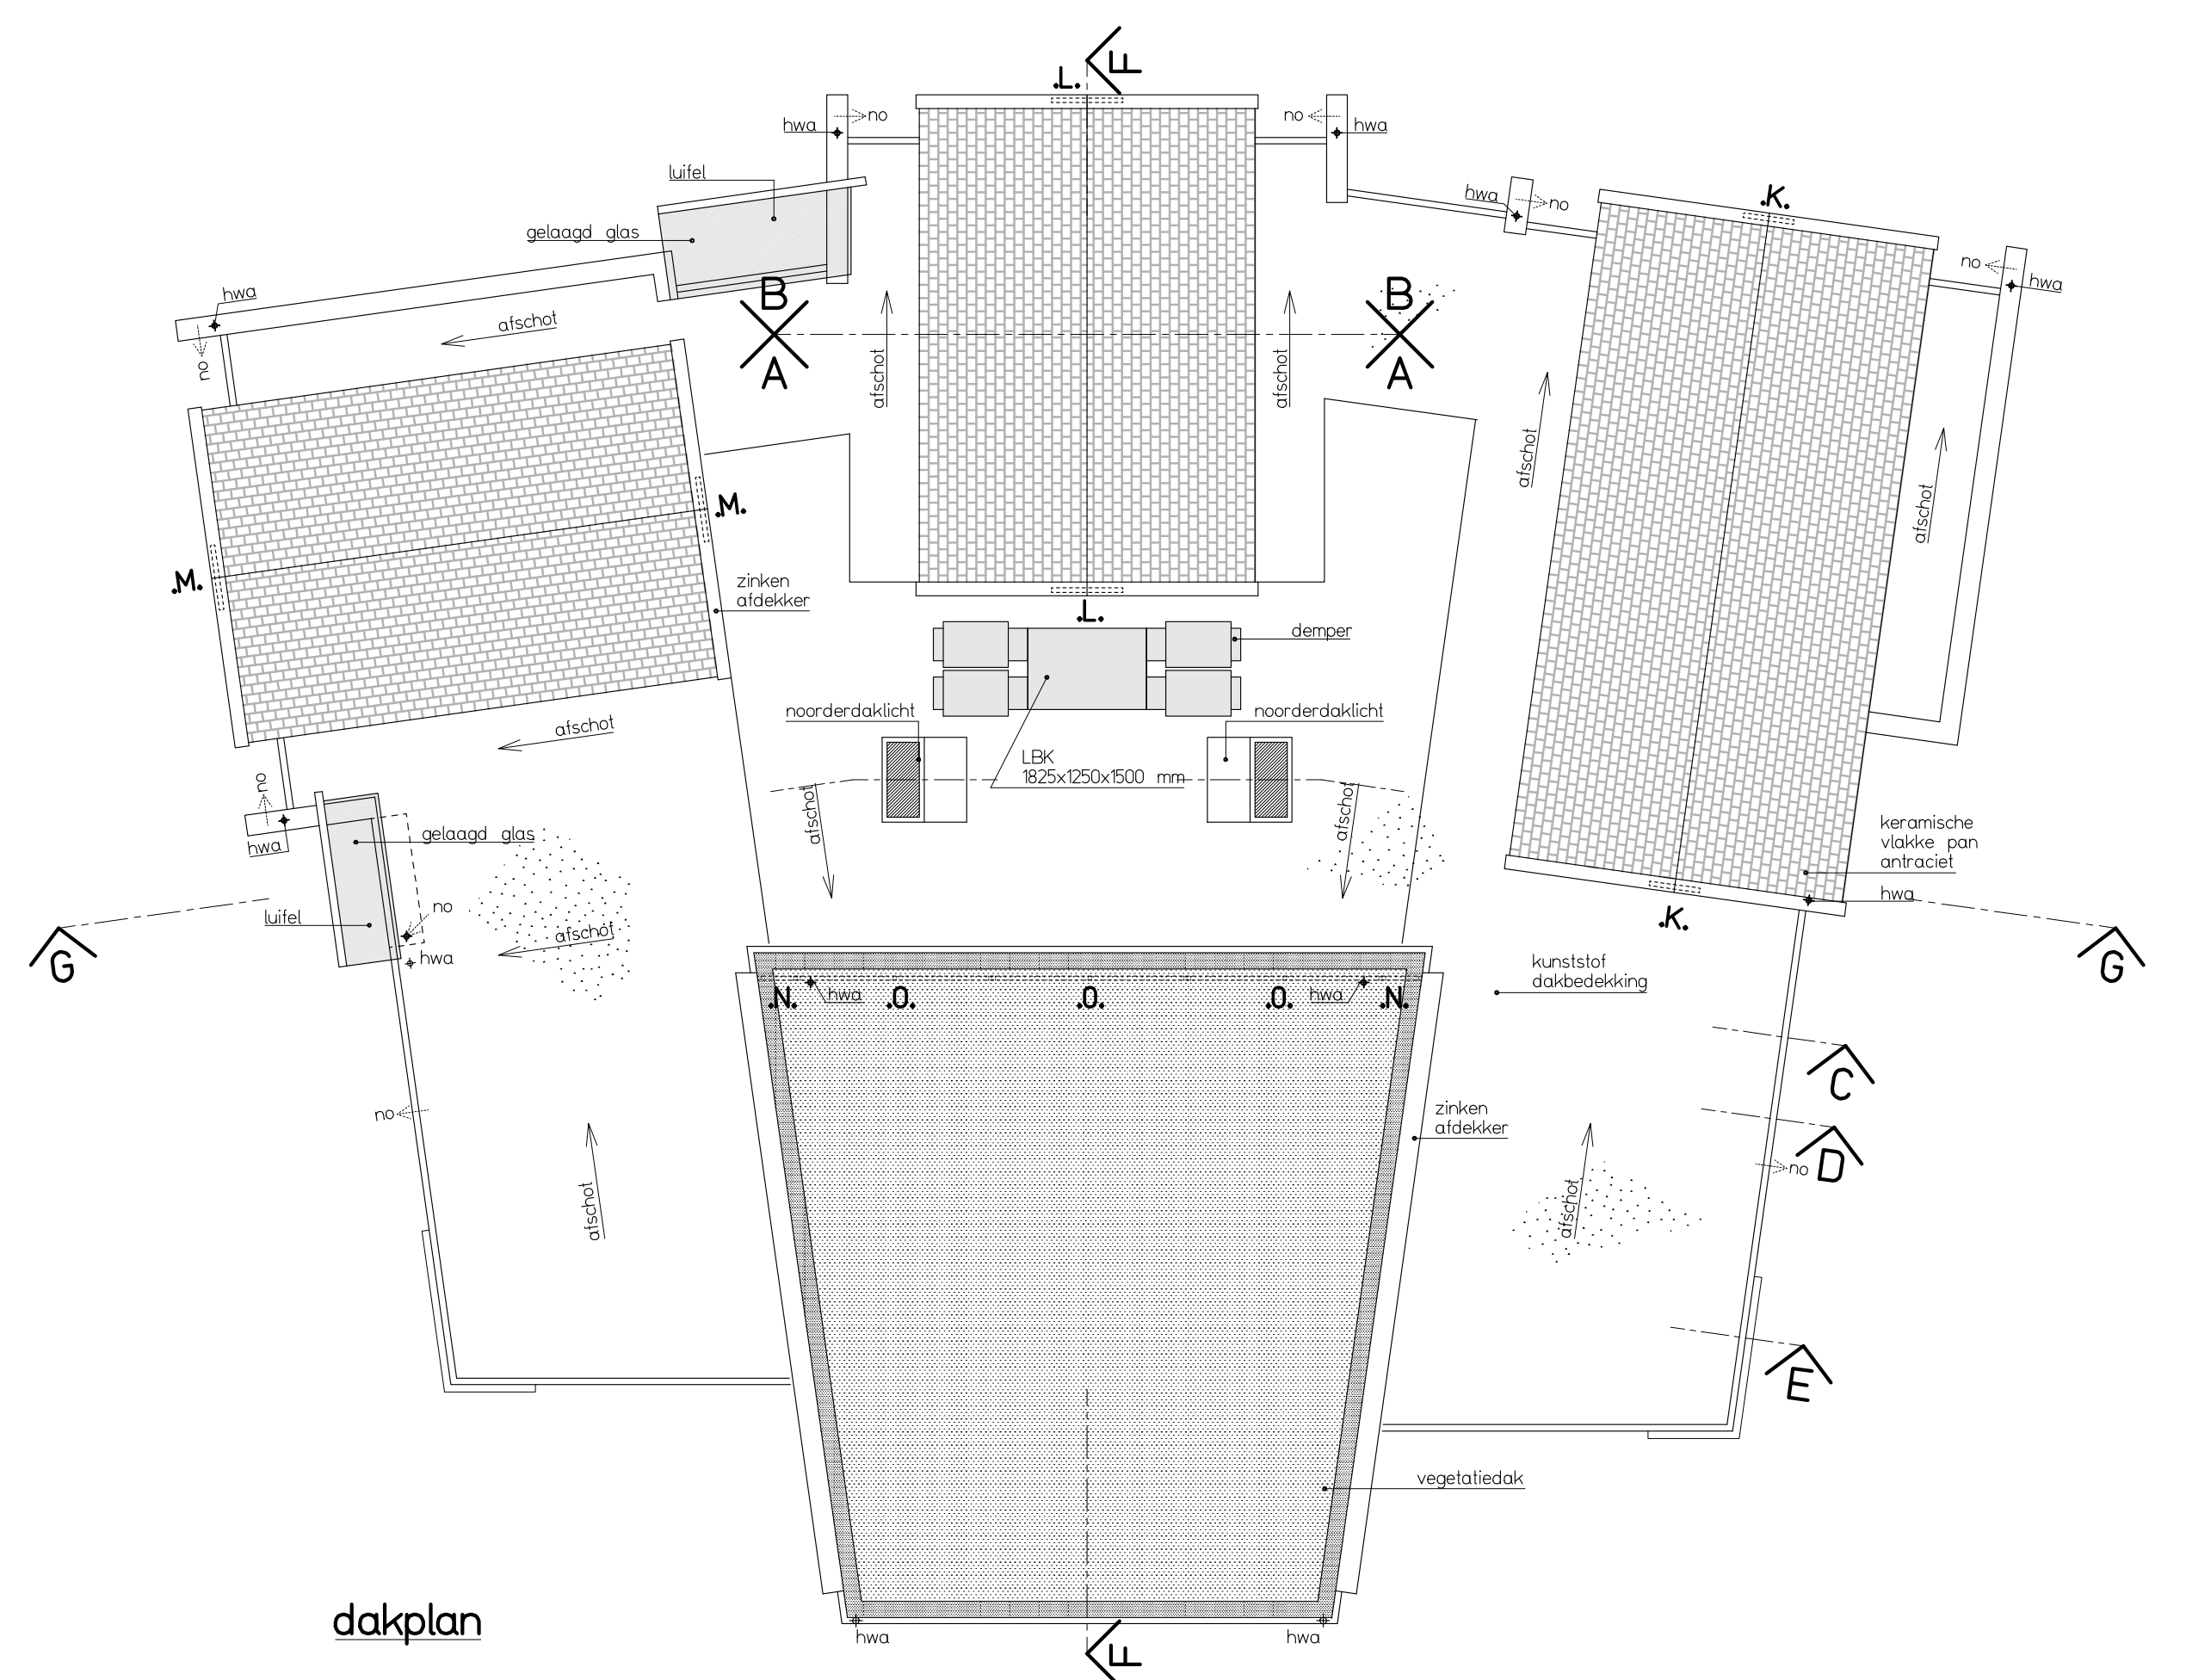 F
.L.
no
no
hwa
hwa
luifel
hwa
no
.K.
gelaagd glas
no
hwa
hwa
B
B
afschot
no
A
A
afschot
afschot
afschot
afschot
.M.
.M.
zinken
afdekker
.L.
demper
noorderdaklicht
noorderdaklicht
LBK
1825x1250x1500 mm
afschot
no
afschot
afschot
gelaagd glas
hwa
keramische
vlakke pan
antraciet
hwa
no
luifel
.K.
afschot
hwa
G
G
kunststof
dakbedekking
.N.
hwa
.O.
.O.
.O.
hwa
.N.
C
no
zinken
afdekker
D
no
afschot
afschot
E
vegetatiedak
dakplan
hwa
hwa
F